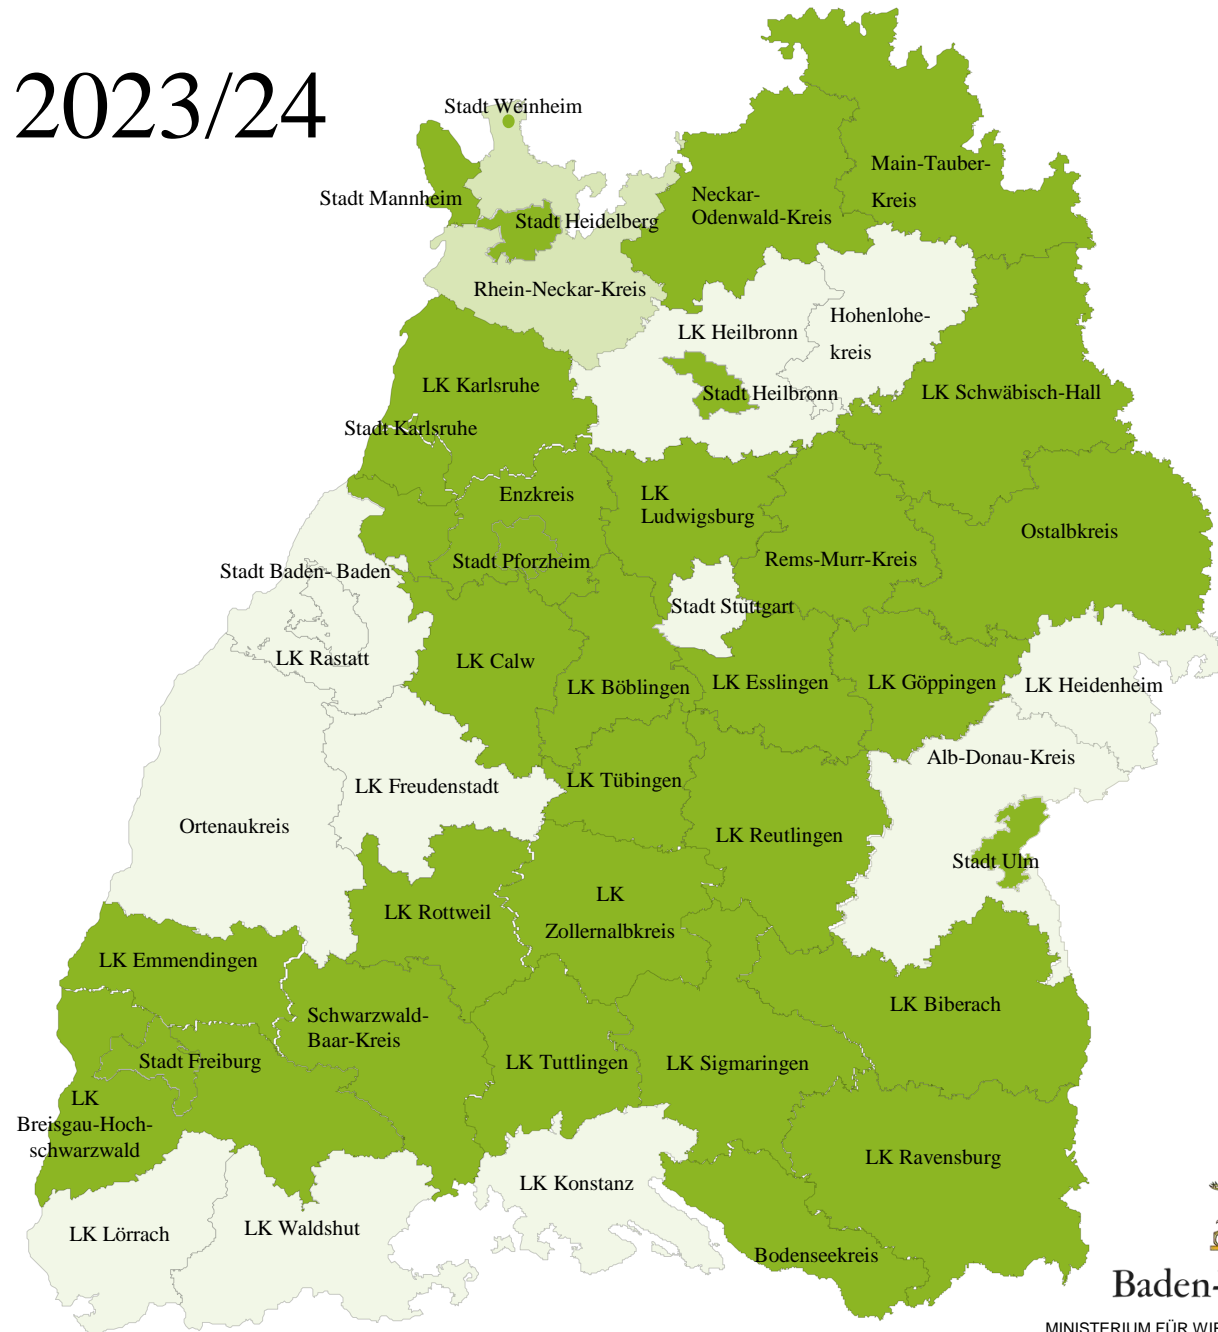 2023/24
Stadt Weinheim
Stadt Mannheim
Stadt Heidelberg
Rhein-Neckar-Kreis
Neckar-
Odenwald-Kreis
Main-Tauber-
Kreis
LK Heilbronn
Hohenlohe-
kreis
Stadt Heilbronn
LK Schwäbisch-Hall
LK Karlsruhe
Stadt Karlsruhe
Enzkreis
LK
Ludwigsburg
Ostalbkreis
Stadt Pforzheim
Rems-Murr-Kreis
Stadt Baden- Baden
Stadt Stuttgart
LK Rastatt
LK Calw
LK Böblingen
LK Esslingen
LK Göppingen
LK Heidenheim
Alb-Donau-Kreis
LK Freudenstadt
LK Tübingen
Ortenaukreis
LK Reutlingen
Stadt Ulm
LK Rottweil
LK
Zollernalbkreis
LK Emmendingen
Schwarzwald-
Baar-Kreis
LK Biberach
Stadt Freiburg
LK Tuttlingen
LK Sigmaringen
LK
Breisgau-Hoch-
schwarzwald
LK Ravensburg
LK Konstanz
LK Lörrach
LK Waldshut
Bodenseekreis
Baden-
MINISTERIUM FÜR WIR